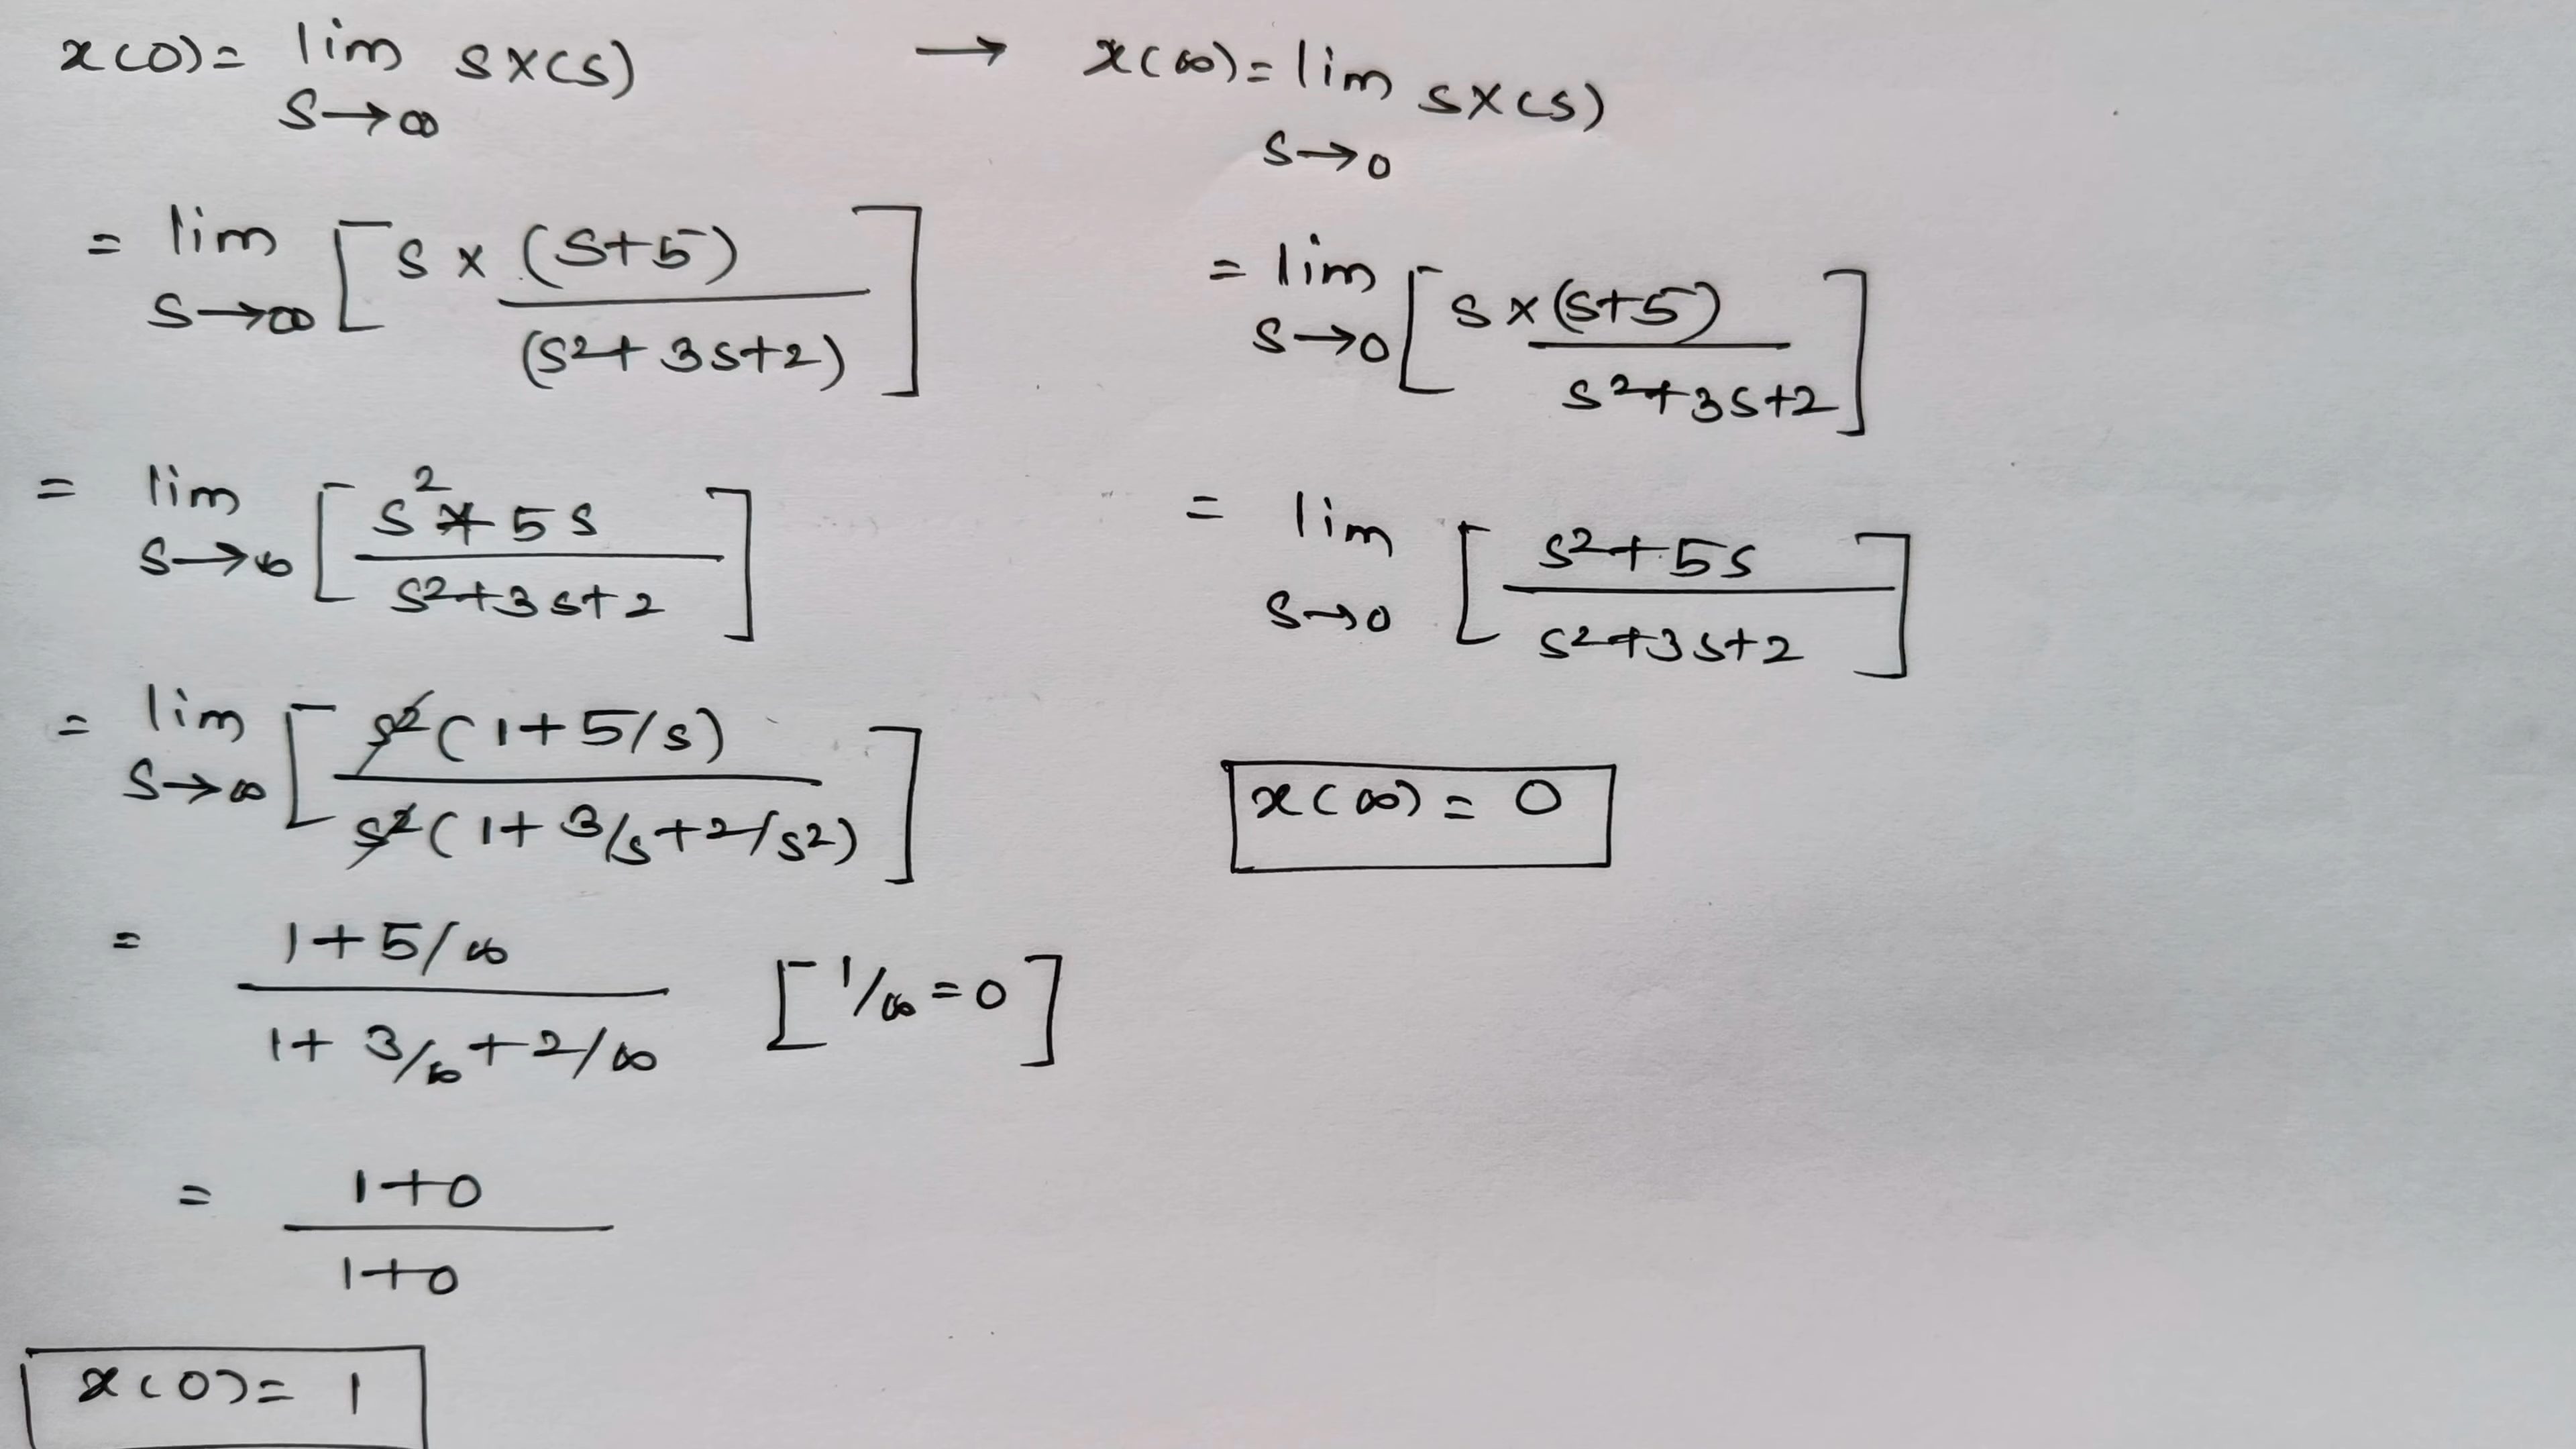 x(0) = lim s→∞ sX(s)
= lim s→∞ [ s × (s+5) / (s²+3s+2) ]
= lim s→∞ [ s²+5s / s²+3s+2 ]
= lim s→∞ [ s²(1+5/s) / s²(1+3/s+2/s²) ]
= 1+5/∞ / 1+3/∞+2/∞ [1/∞=0]
= 1+0 / 1+0
x(0) = 1
→ x(∞) = lim s→0 sX(s)
= lim s→0 [ s × (s+5) / s²+3s+2 ]
= lim s→0 [ s²+5s / s²+3s+2 ]
x(∞) = 0